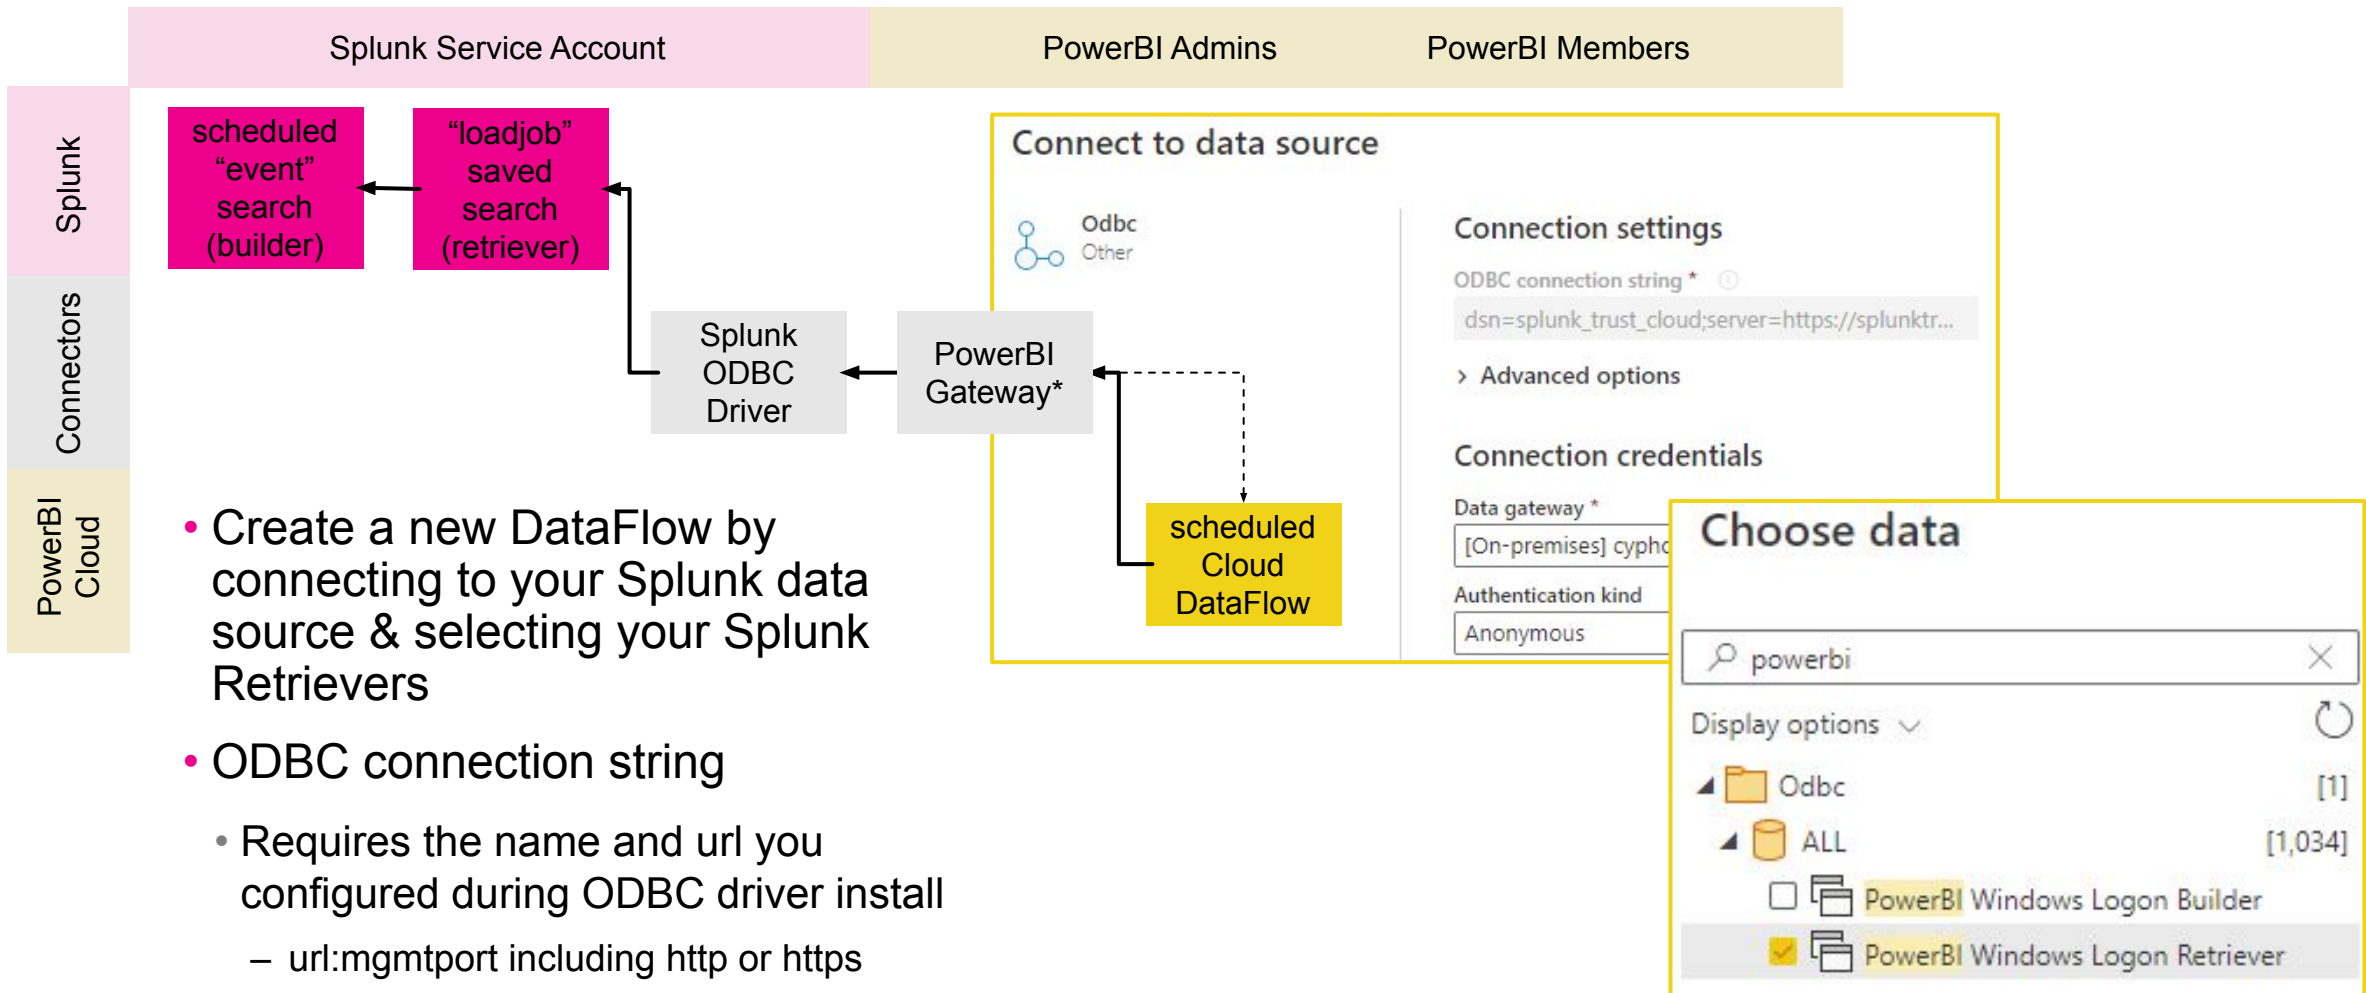 Splunk Service Account
PowerBI Admins
PowerBI Members
Splunk
Connectors
PowerBI
Cloud
scheduled
“event”
search
(builder)
“loadjob”
saved
search
(retriever)
Splunk
ODBC
Driver
PowerBI
Gateway*
scheduled
Cloud
DataFlow
• Create a new DataFlow by
connecting to your Splunk data
source & selecting your Splunk
Retrievers
• ODBC connection string
• Requires the name and url you
configured during ODBC driver install
– url:mgmtport including http or https
Connect to data source
Odbc
Other
Connection settings
ODBC connection string *
dsn=splunk_trust_cloud;server=https://splunktr...
> Advanced options
Connection credentials
Data gateway *
[On-premises]
Authentication kind
Anonymous
Choose data
powerbi
Display options
Odbc [1]
ALL [1,034]
PowerBI Windows Logon Builder
PowerBI Windows Logon Retriever